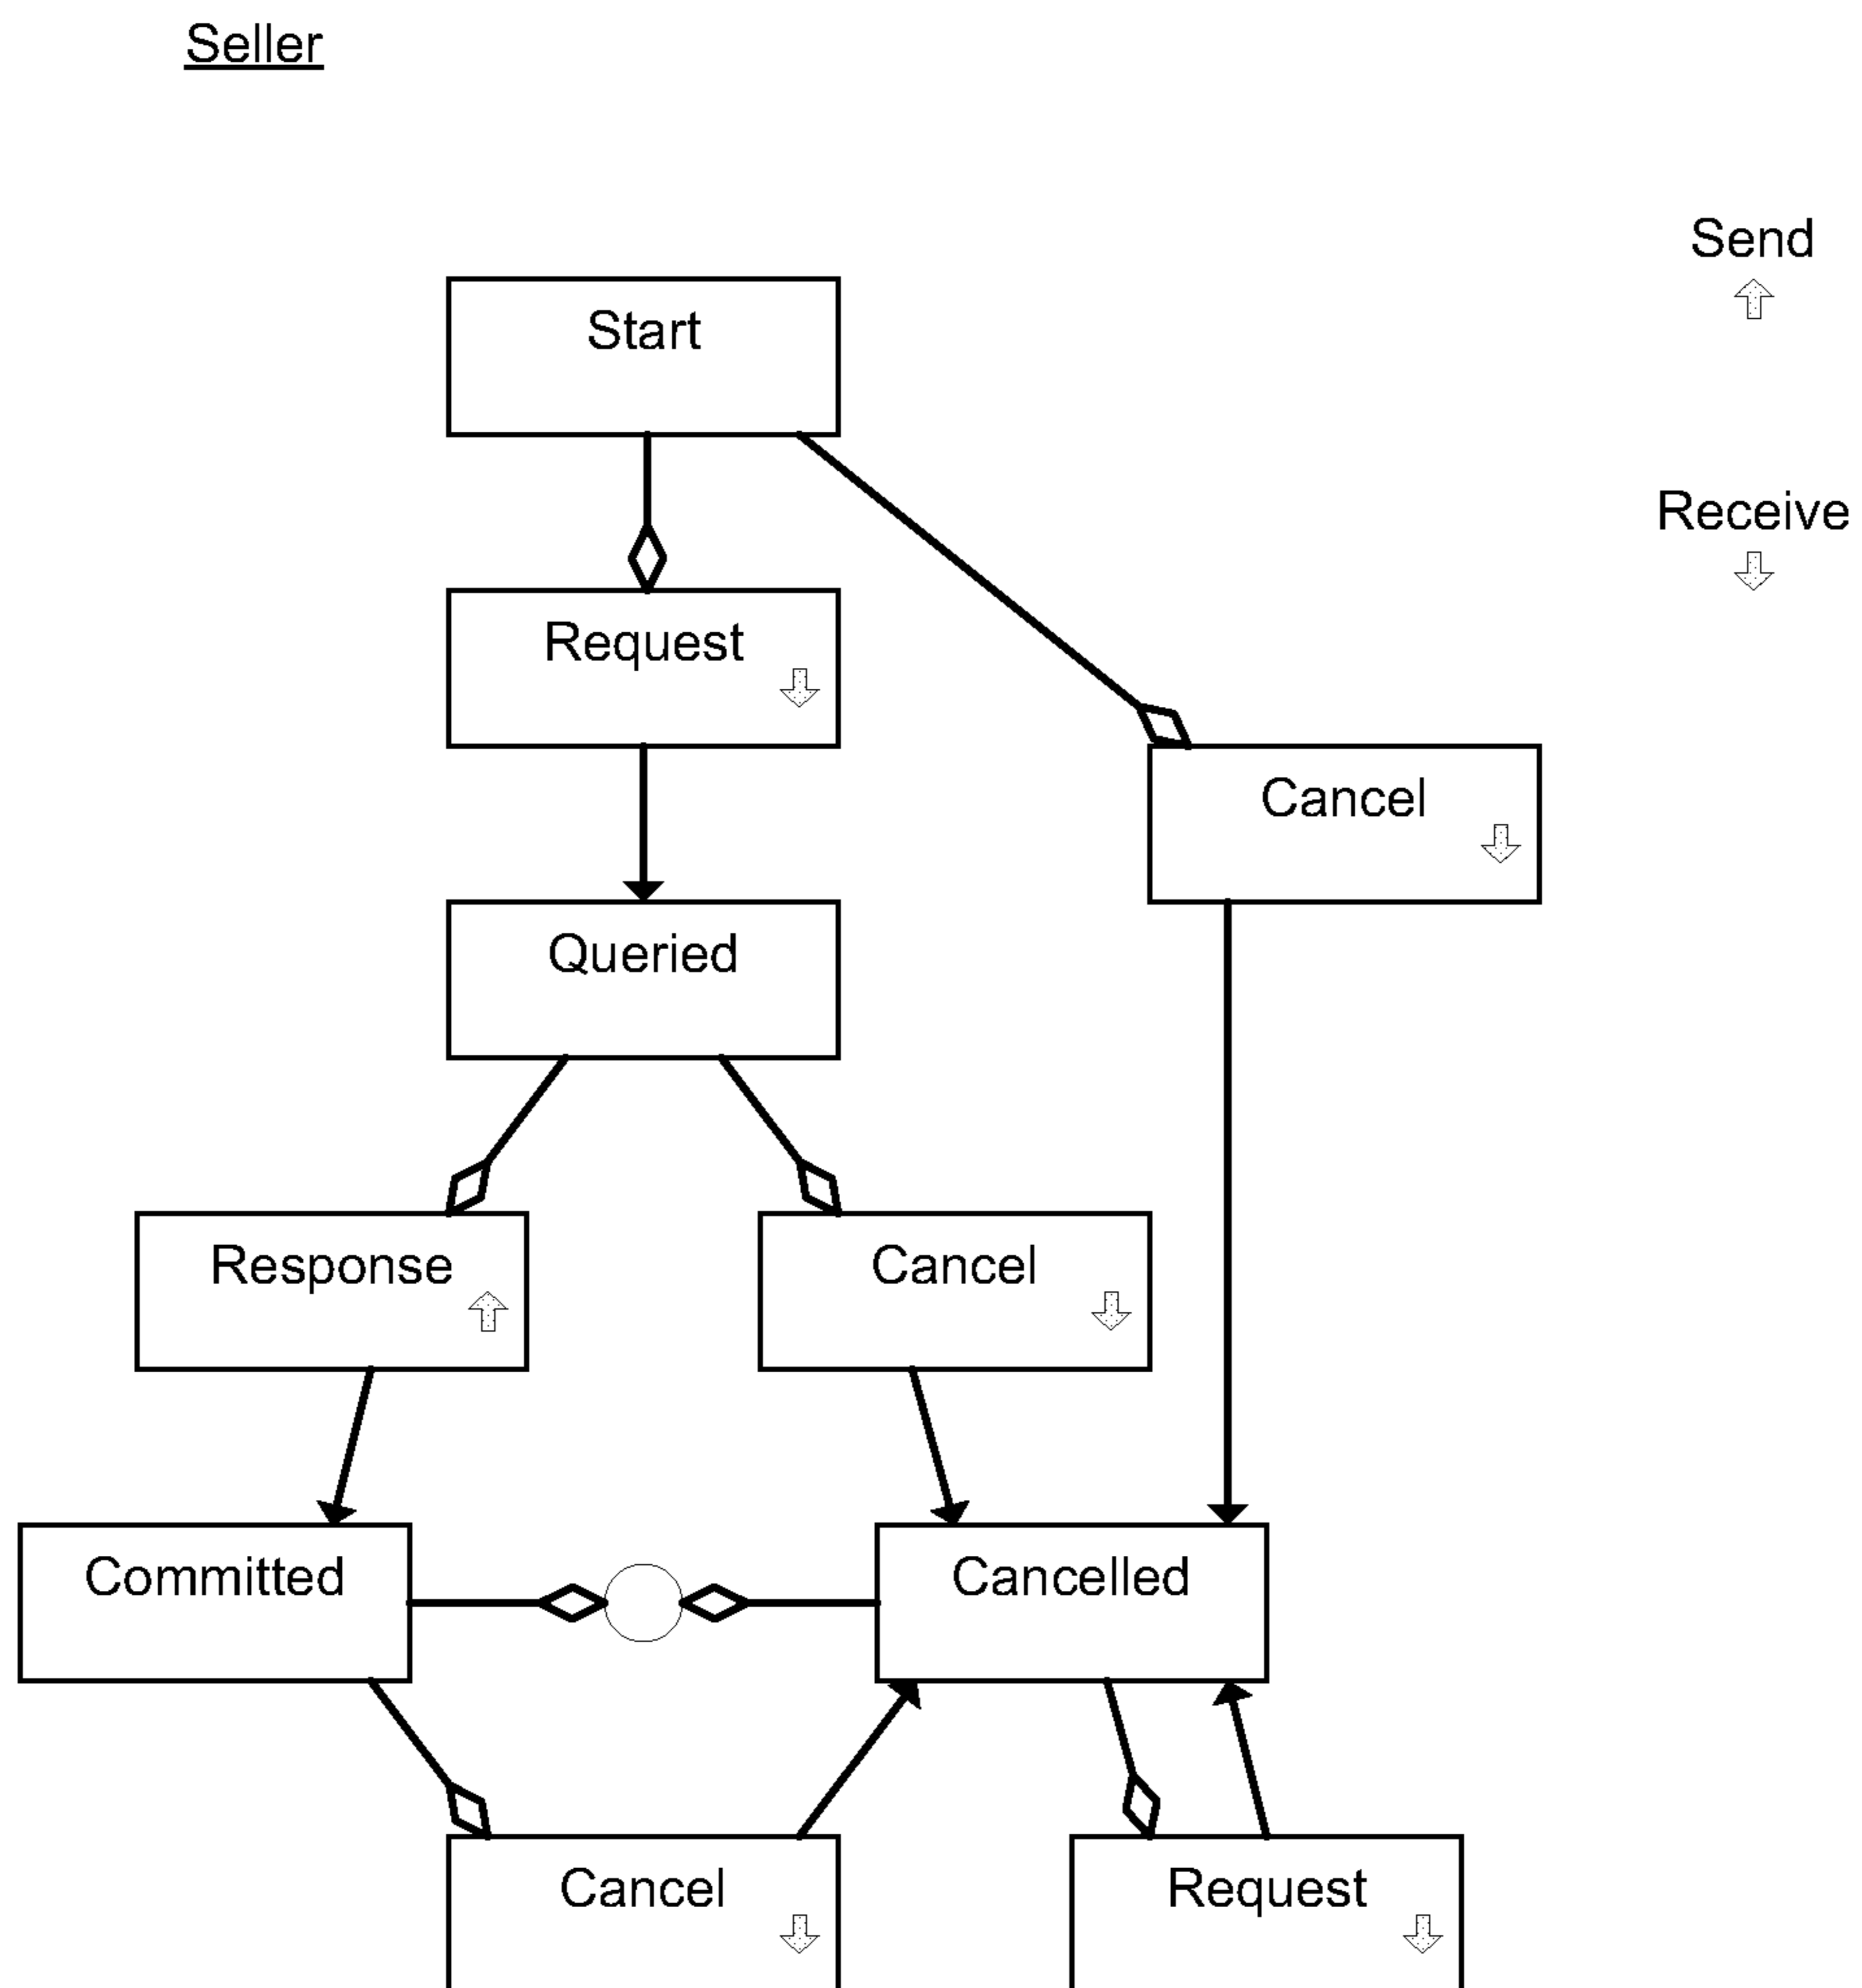 Seller
Send
Start
Receive
Request
Cancel
Queried
Response
Cancel
Committed
Cancelled
Cancel
Request